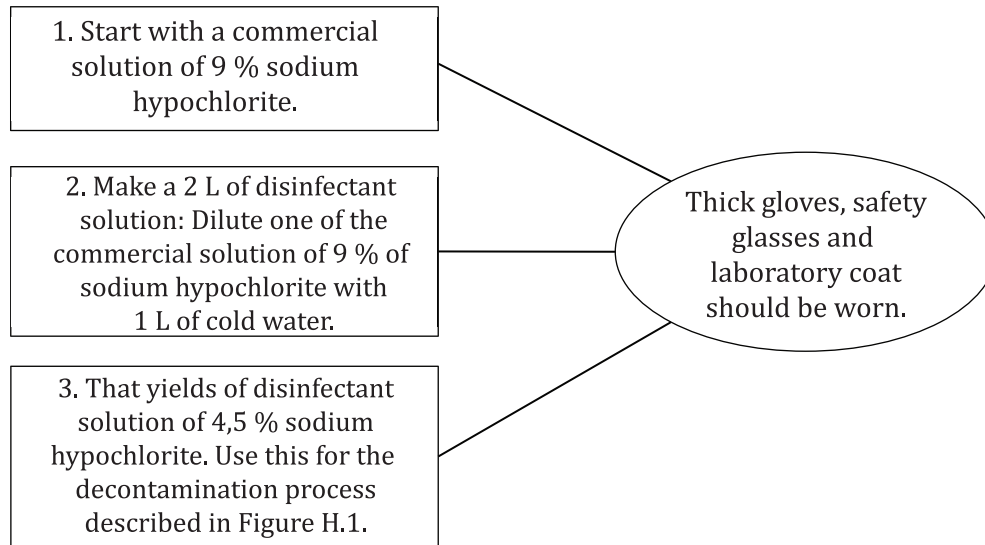 1. Start with a commercial
solution of 9 % sodium
hypochlorite.
2. Make a 2 L of disinfectant
solution: Dilute one of the
commercial solution of 9 % of
sodium hypochlorite with
1 L of cold water.
3. That yields of disinfectant
solution of 4,5 % sodium
hypochlorite. Use this for the
decontamination process
described in Figure H.1.
Thick gloves, safety
glasses and
laboratory coat
should be worn.